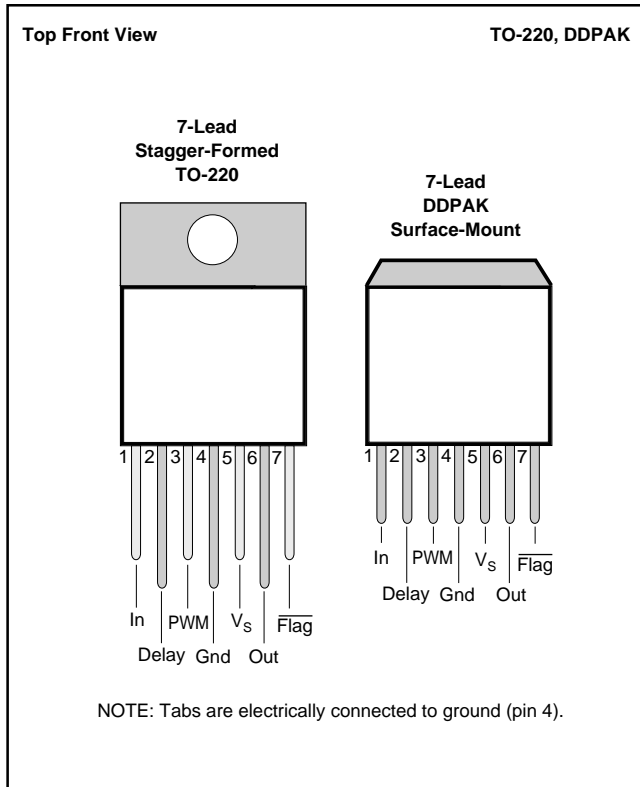 Top Front View
TO-220, DDPAK
7-Lead
Stagger-Formed
TO-220
7-Lead
DDPAK
Surface-Mount
1 2 3 4 5 6 7
In
PWM
V_S
Flag
Delay
Gnd
Out
1 2 3 4 5 6 7
In
PWM
V_S
Flag
Delay
Gnd
Out
NOTE: Tabs are electrically connected to ground (pin 4).